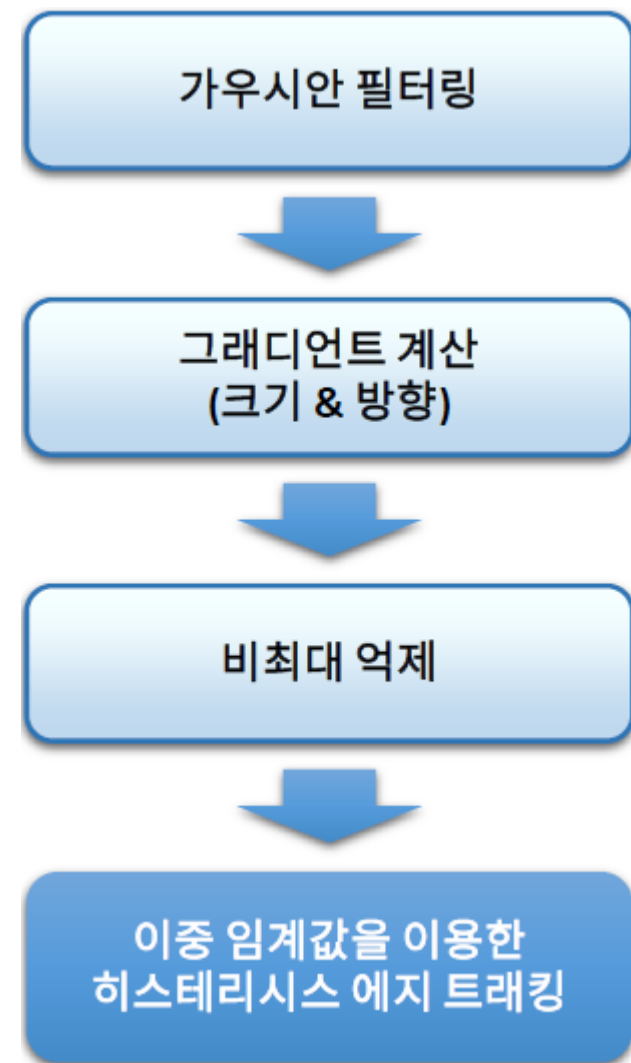 가우시안 필터링
그래디언트 계산
(크기 & 방향)
비최대 억제
이중 임계값을 이용한
히스테리시스 에지 트래킹